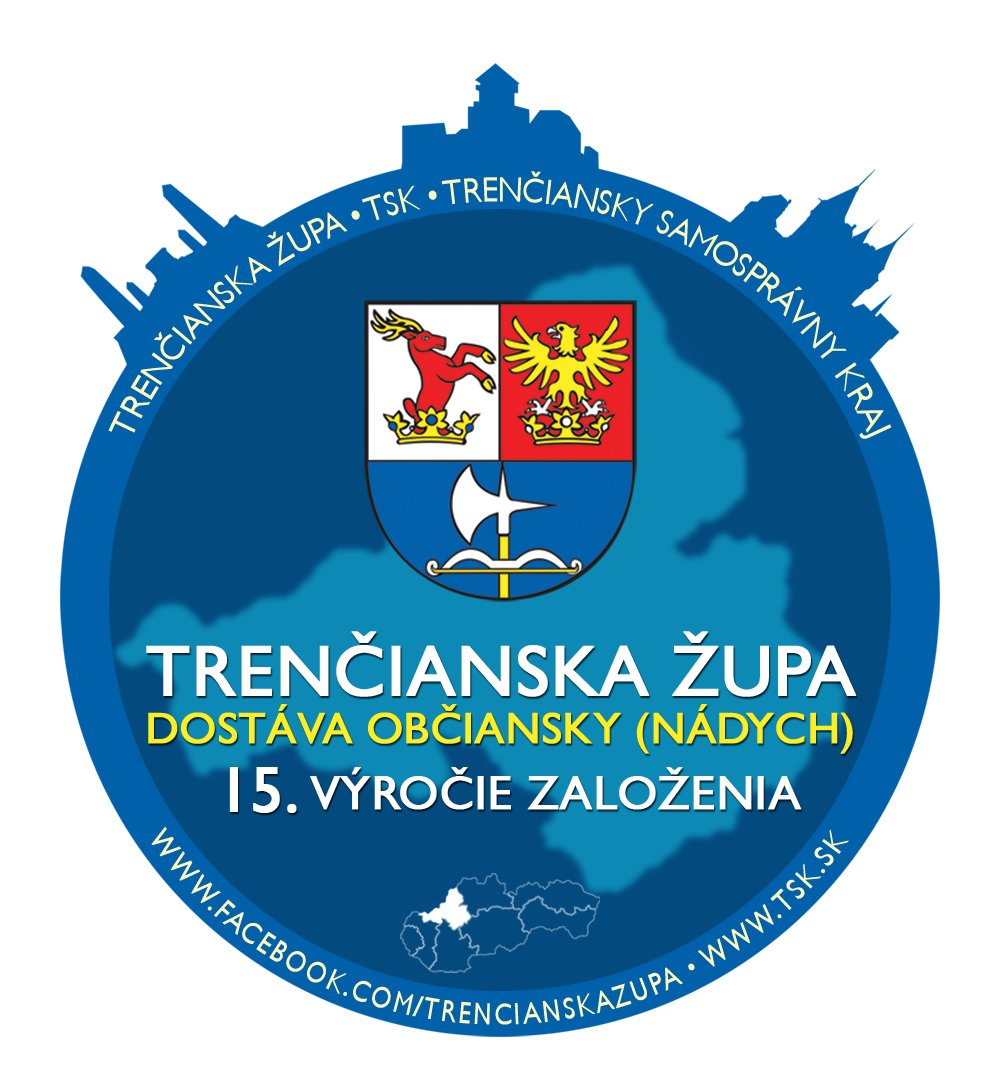 TRENČIANSKA ŽUPA • TSK • TRENČIANSKY SAMOSPRÁVNY KRAJ
TRENČIANSKA ŽUPA
DOSTÁVA OBČIANSKY (NÁDYCH)
15. VÝROČIE ZALOŽENIA
WWW.FACEBOOK.COM/TRENCIANSKAZUPA • WWW.TSK.SK